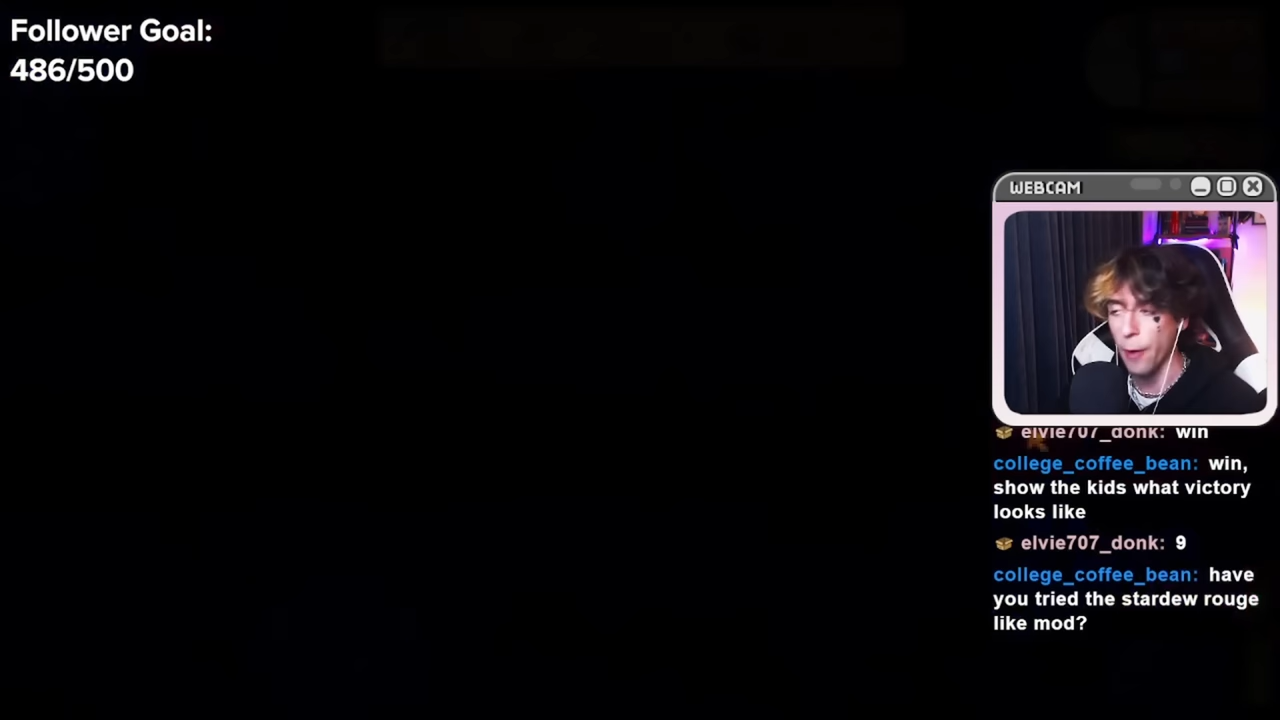 Follower Goal:
486/500
WEBCAM
elvie707_donk: win
college_coffee_bean: win,
show the kids what victory
looks like
elvie707_donk: 9
college_coffee_bean: have
you tried the stardew rouge
like mod?